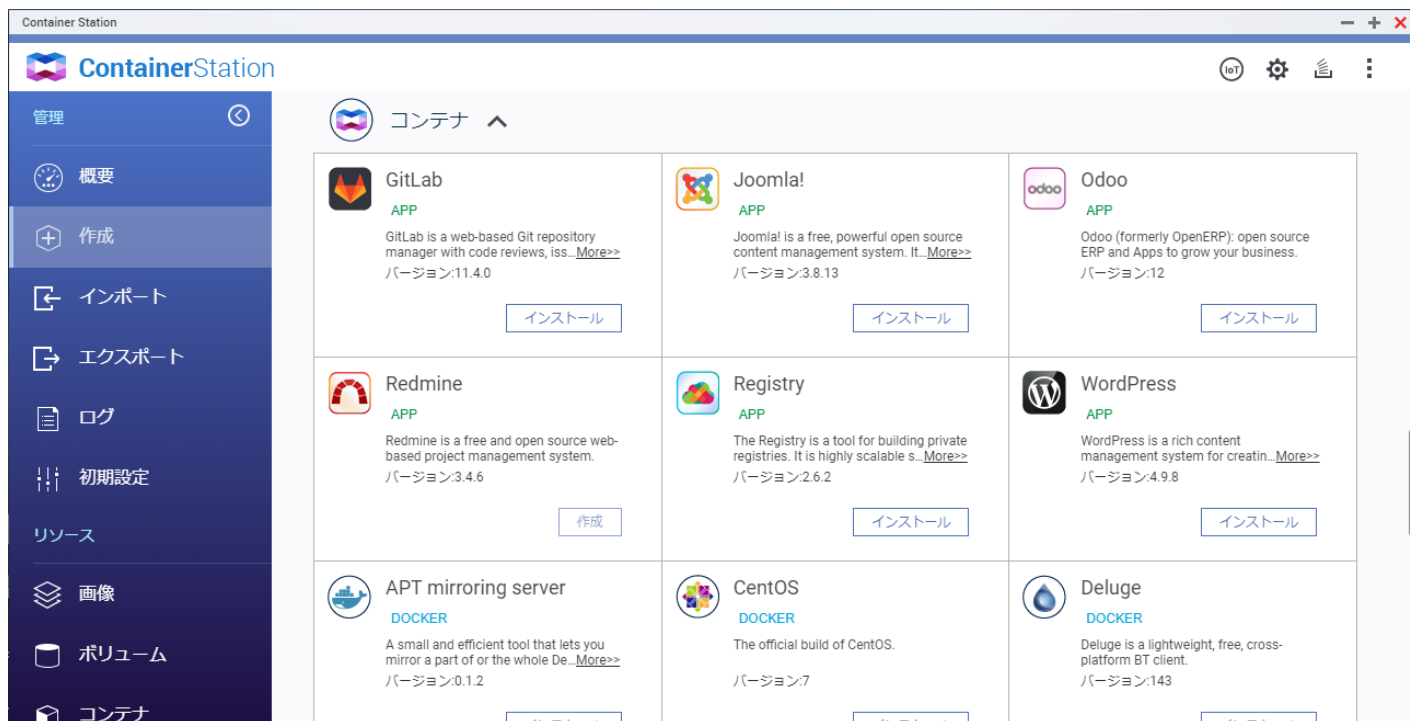 Container Station
ContainerStation
IoT
管理
概要
作成
インポート
エクスポート
ログ
初期設定
リソース
画像
ボリューム
コンテナ
コンテナ
GitLab
APP
GitLab is a web-based Git repository
manager with code reviews, iss...More>>
バージョン:11.4.0
インストール
Joomla!
APP
Joomla! is a free, powerful open source
content management system. It...More>>
バージョン:3.8.13
インストール
odoo
Odoo
APP
Odoo (formerly OpenERP): open source
ERP and Apps to grow your business.
バージョン:12
インストール
Redmine
APP
Redmine is a free and open source web-
based project management system.
バージョン:3.4.6
作成
Registry
APP
The Registry is a tool for building private
registries. It is highly scalable s...More>>
バージョン:2.6.2
インストール
WordPress
APP
WordPress is a rich content
management system for creatin...More>>
バージョン:4.9.8
インストール
APT mirroring server
DOCKER
A small and efficient tool that lets you
mirror a part of or the whole De...More>>
バージョン:0.1.2
CentOS
DOCKER
The official build of CentOS.
バージョン:7
Deluge
DOCKER
Deluge is a lightweight, free, cross-
platform BT client.
バージョン:143